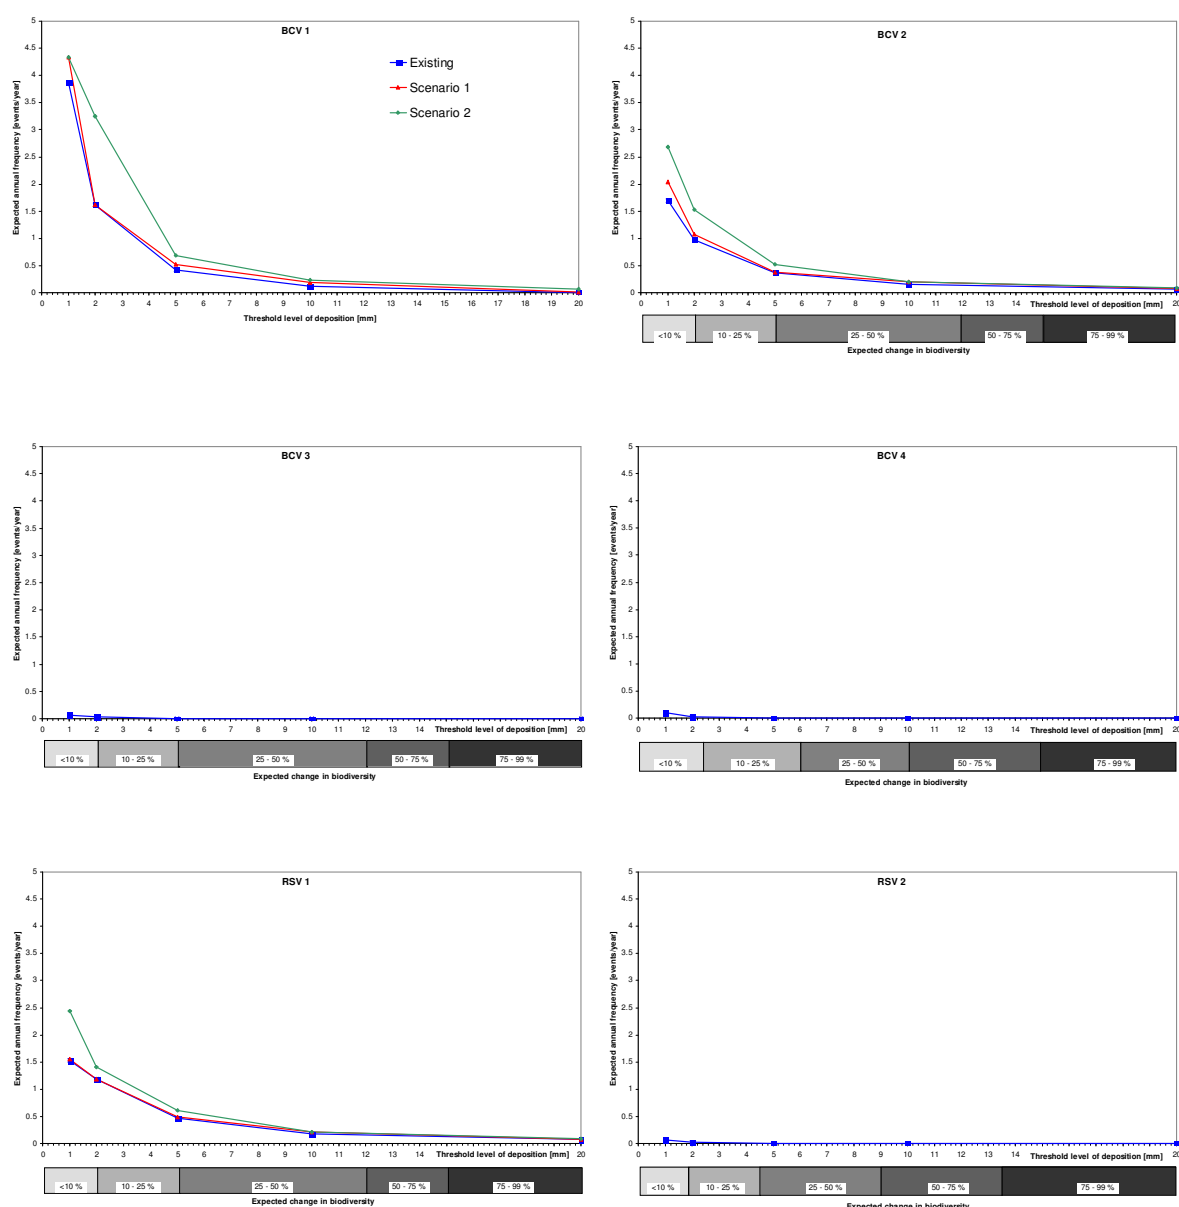 BCV 1
Expected annual frequency [events/year]
5
4.5
4
3.5
3
2.5
2
1.5
1
0.5
0
Existing
Scenario 1
Scenario 2
0 1 2 3 4 5 6 7 8 9 10 11 12 13 14 15 16 17 18 19 20
Threshold level of deposition [mm]
BCV 2
Expected annual frequency [events/year]
5
4.5
4
3.5
3
2.5
2
1.5
1
0.5
0
0 1 2 3 4 5 6 7 8 9 10 11 12 13 14 Threshold level of deposition [mm] 20
<10 % 10 - 25 % 25 - 50 % 50 - 75 % 75 - 99 %
Expected change in biodiversity
BCV 3
Expected annual frequency [events/year]
5
4.5
4
3.5
3
2.5
2
1.5
1
0.5
0
0 1 2 3 4 5 6 7 8 9 10 11 12 13 14 Threshold level of deposition [mm] 20
<10 % 10 - 25 % 25 - 50 % 50 - 75 % 75 - 99 %
Expected change in biodiversity
BCV 4
Expected annual frequency [events/year]
5
4.5
4
3.5
3
2.5
2
1.5
1
0.5
0
0 1 2 3 4 5 6 7 8 9 10 11 12 13 14 Threshold level of deposition [mm] 20
<10 % 10 - 25 % 25 - 50 % 50 - 75 % 75 - 99 %
Expected change in biodiversity
RSV 1
Expected annual frequency [events/year]
5
4.5
4
3.5
3
2.5
2
1.5
1
0.5
0
0 1 2 3 4 5 6 7 8 9 10 11 12 13 14 Threshold level of deposition [mm] 20
<10 % 10 - 25 % 25 - 50 % 50 - 75 % 75 - 99 %
Expected change in biodiversity
RSV 2
Expected annual frequency [events/year]
5
4.5
4
3.5
3
2.5
2
1.5
1
0.5
0
0 1 2 3 4 5 6 7 8 9 10 11 12 13 14 Threshold level of deposition [mm] 20
<10 % 10 - 25 % 25 - 50 % 50 - 75 % 75 - 99 %
Expected change in biodiversity